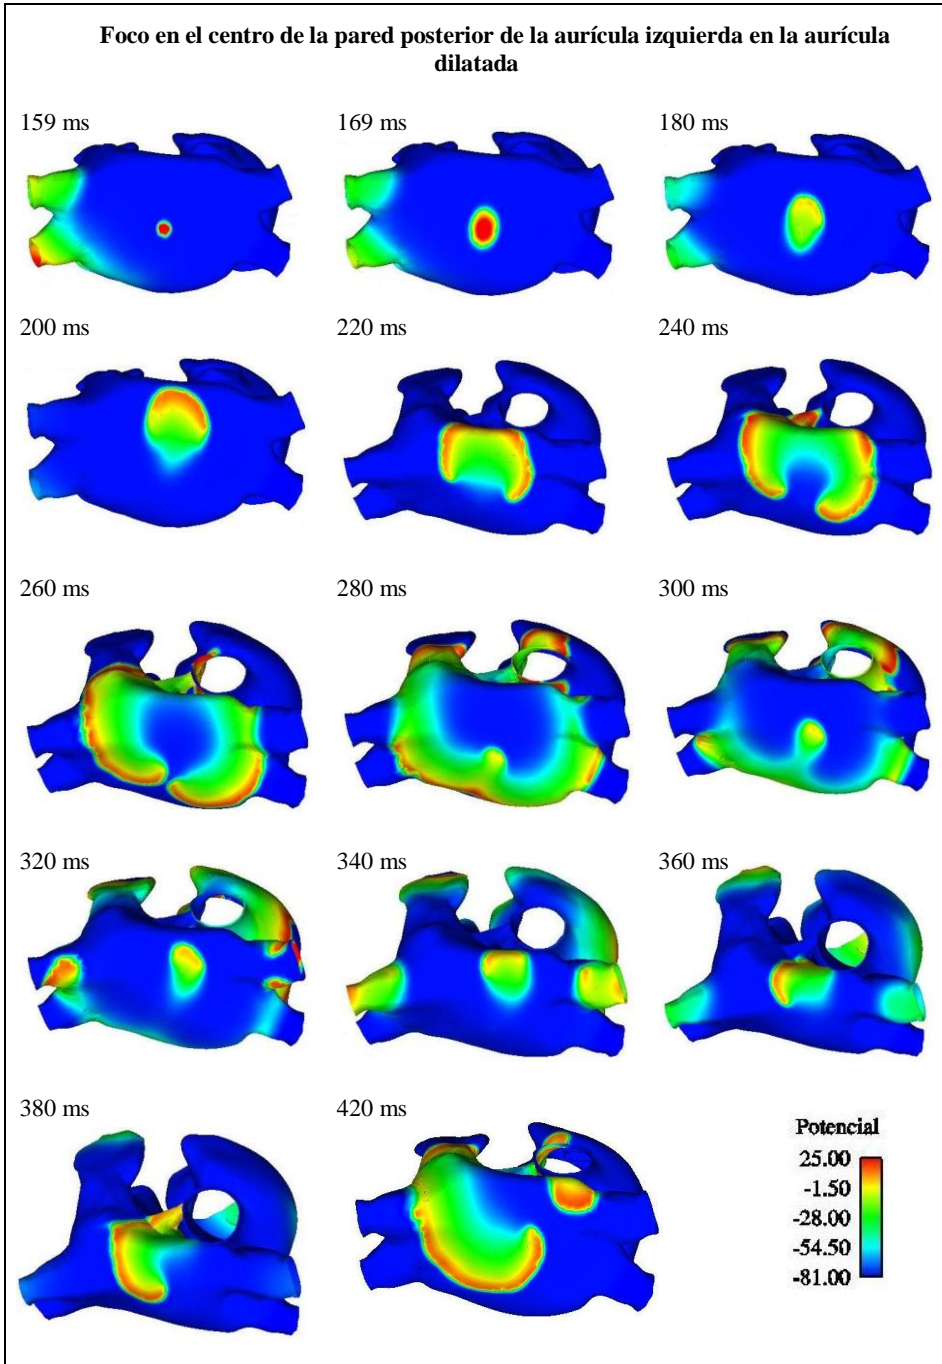 Foco en el centro de la pared posterior de la aurícula izquierda en la aurícula
dilatada
159 ms
169 ms
180 ms
200 ms
220 ms
240 ms
260 ms
280 ms
300 ms
320 ms
340 ms
360 ms
380 ms
420 ms
Potencial
25.00
-1.50
-28.00
-54.50
-81.00